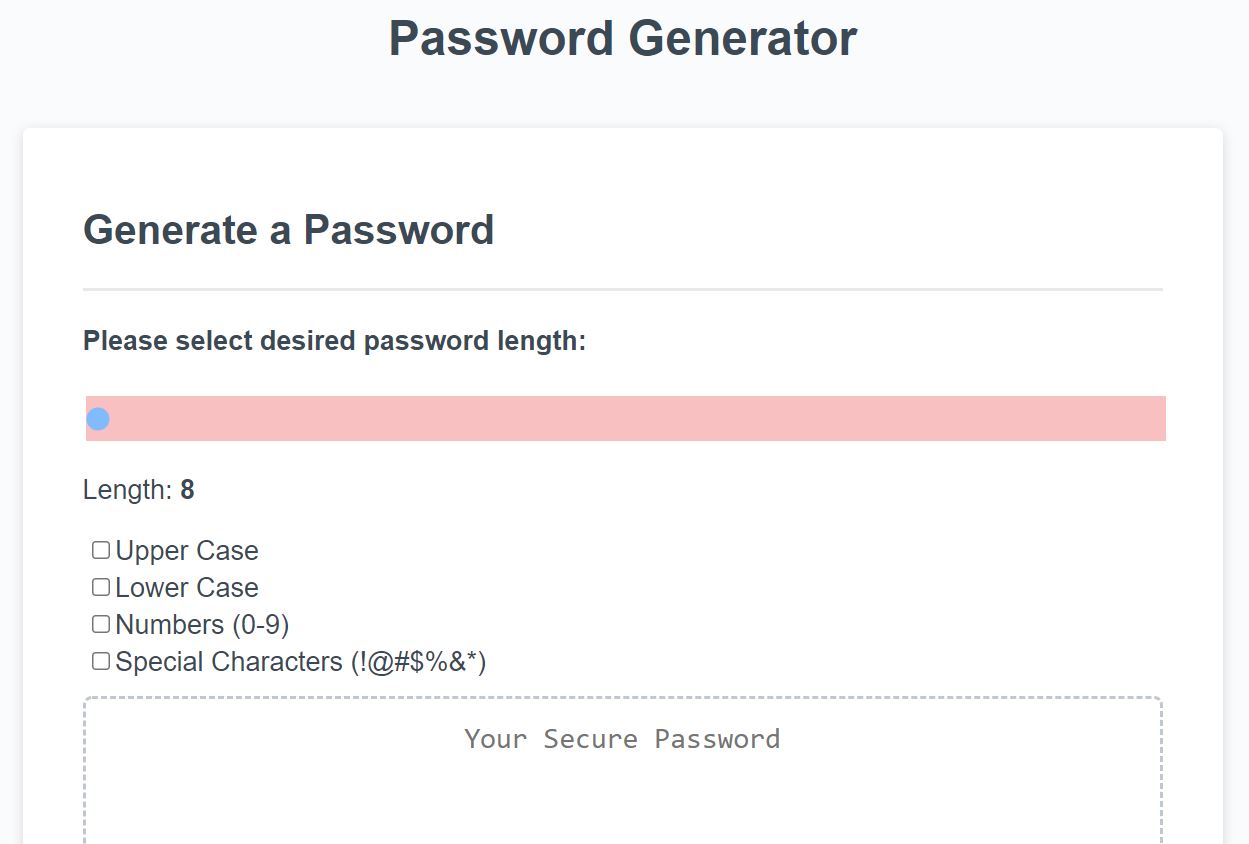 Password Generator
Generate a Password
Please select desired password length:
Length: 8
Upper Case
Lower Case
Numbers (0-9)
Special Characters (!@#$%&*)
Your Secure Password